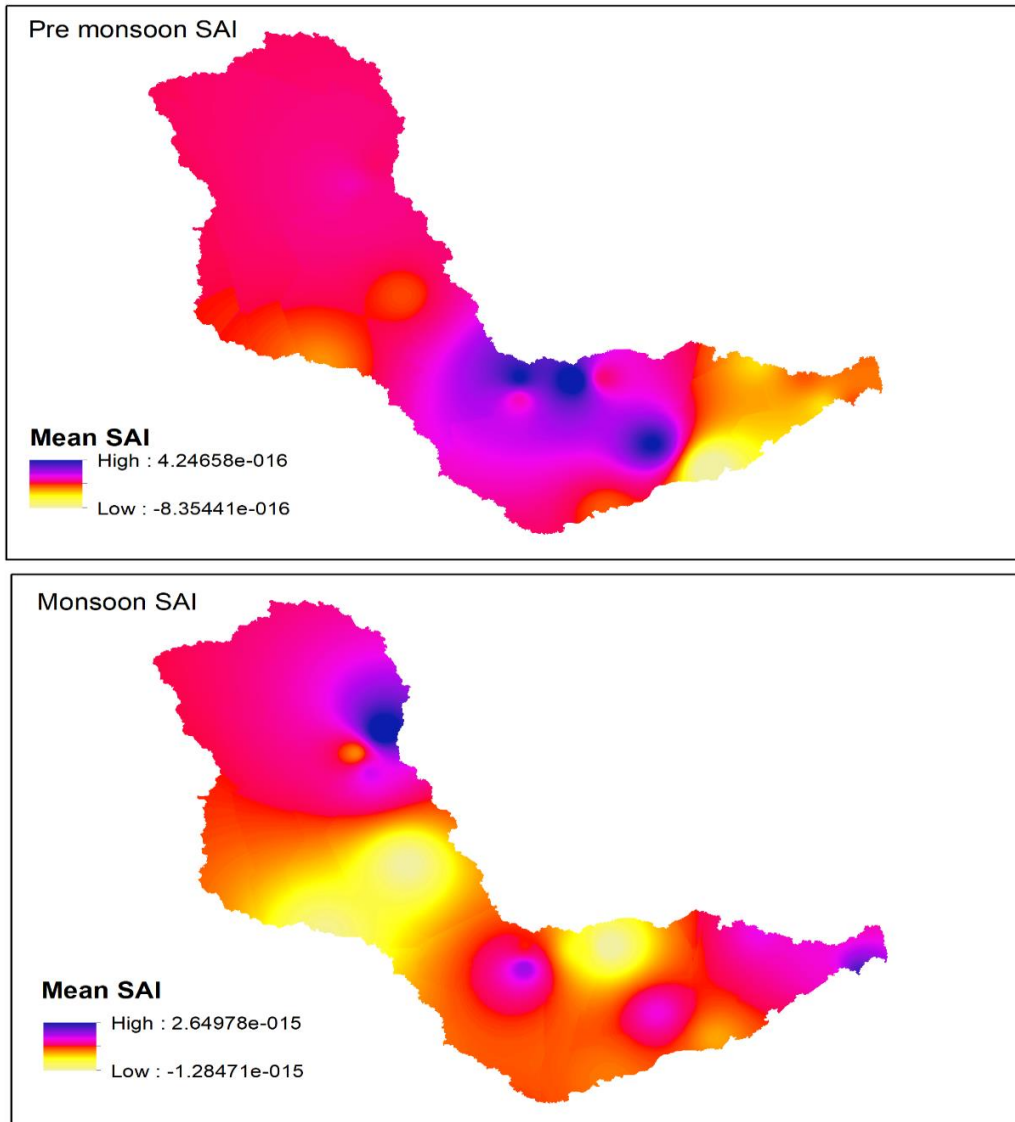 Pre monsoon SAI
Mean SAI
High : 4.24658e-016
Low : -8.35441e-016
Monsoon SAI
Mean SAI
High : 2.64978e-015
Low : -1.28471e-015